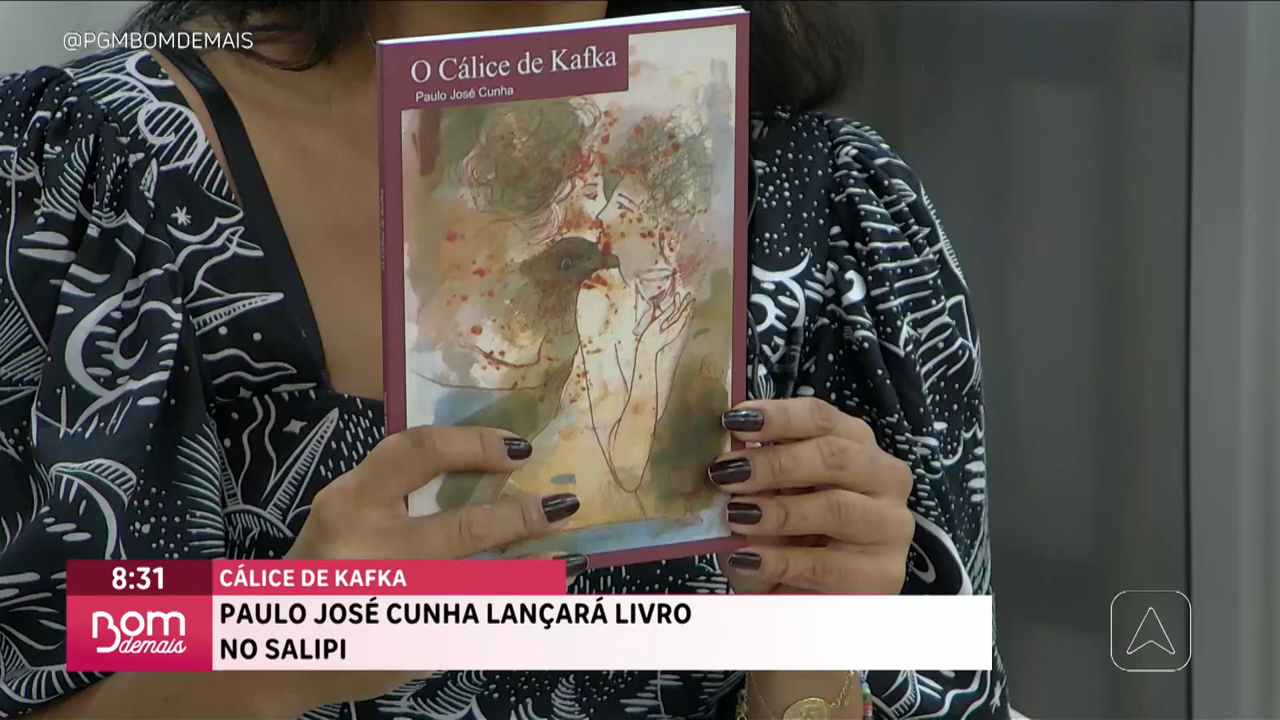 @PGMBOMDEMAIS
O Cálice de Kafka
Paulo José Cunha
8:31
CÁLICE DE KAFKA
Bom
demais
PAULO JOSÉ CUNHA LANÇARÁ LIVRO
NO SALIPI